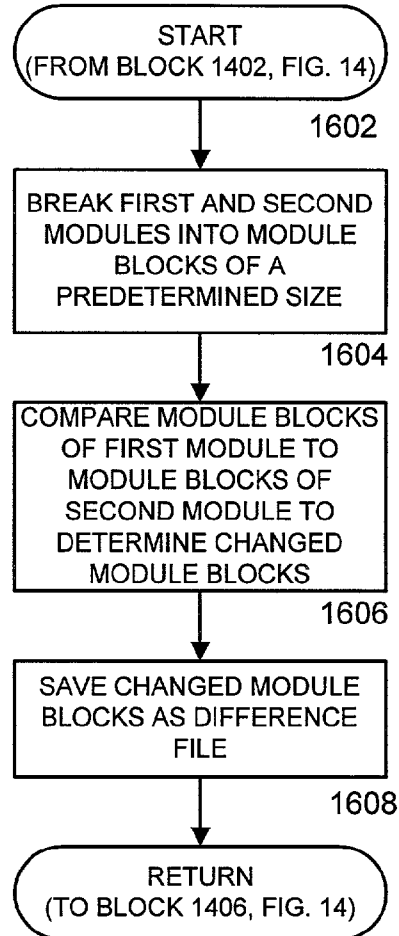 START
(FROM BLOCK 1402, FIG. 14)
1602
BREAK FIRST AND SECOND
MODULES INTO MODULE
BLOCKS OF A
PREDETERMINED SIZE
1604
COMPARE MODULE BLOCKS
OF FIRST MODULE TO
MODULE BLOCKS OF
SECOND MODULE TO
DETERMINE CHANGED
MODULE BLOCKS
1606
SAVE CHANGED MODULE
BLOCKS AS DIFFERENCE
FILE
1608
RETURN
(TO BLOCK 1406, FIG. 14)